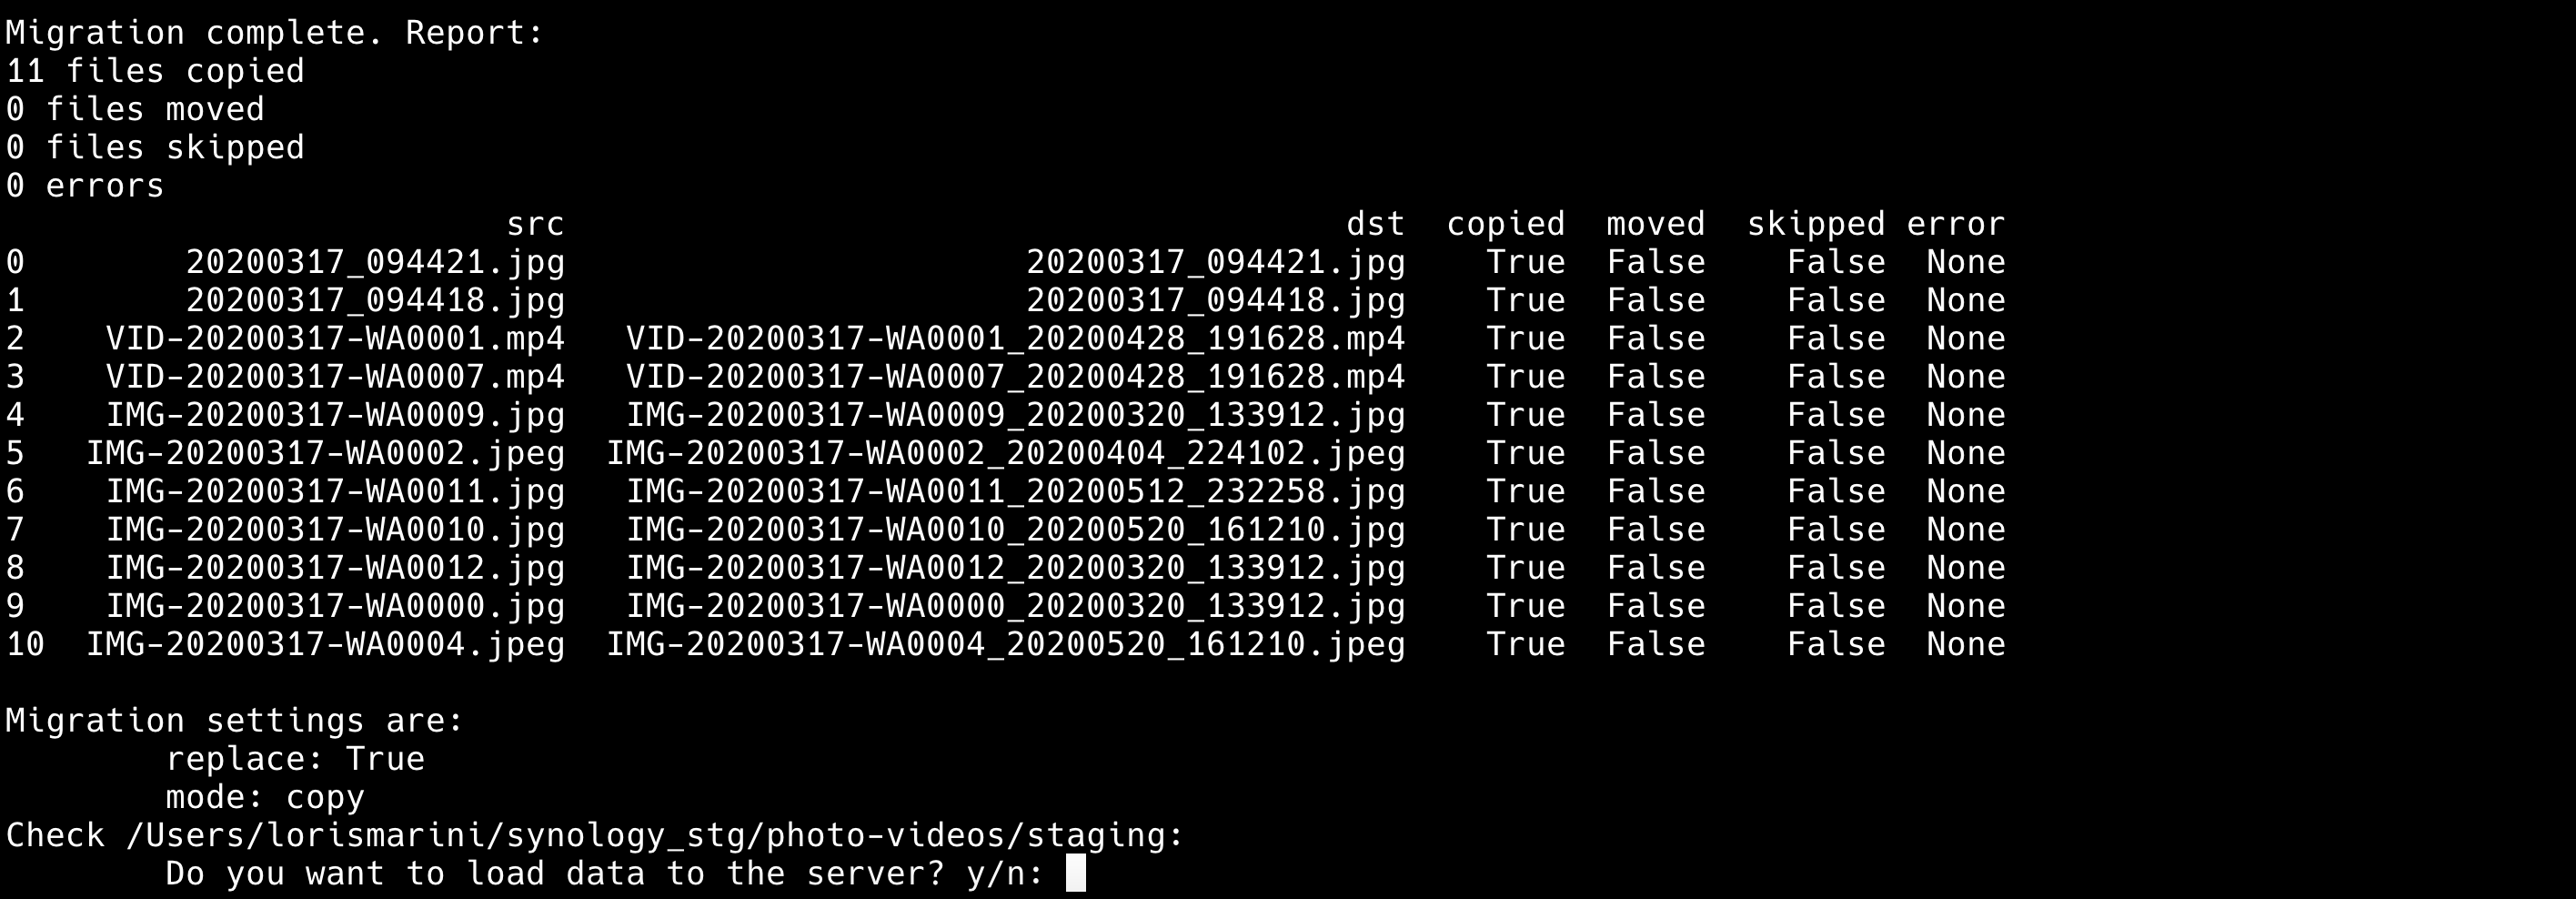 Migration complete. Report:
11 files copied
0 files moved
0 files skipped
0 errors
src dst copied moved skipped error
0 20200317_094421.jpg 20200317_094421.jpg True False False None
1 20200317_094418.jpg 20200317_094418.jpg True False False None
2 VID-20200317-WA0001.mp4 VID-20200317-WA0001_20200428_191628.mp4 True False False None
3 VID-20200317-WA0007.mp4 VID-20200317-WA0007_20200428_191628.mp4 True False False None
4 IMG-20200317-WA0009.jpg IMG-20200317-WA0009_20200320_133912.jpg True False False None
5 IMG-20200317-WA0002.jpeg IMG-20200317-WA0002_20200404_224102.jpeg True False False None
6 IMG-20200317-WA0011.jpg IMG-20200317-WA0011_20200512_232258.jpg True False False None
7 IMG-20200317-WA0010.jpg IMG-20200317-WA0010_20200520_161210.jpg True False False None
8 IMG-20200317-WA0012.jpg IMG-20200317-WA0012_20200320_133912.jpg True False False None
9 IMG-20200317-WA0000.jpg IMG-20200317-WA0000_20200320_133912.jpg True False False None
10 IMG-20200317-WA0004.jpeg IMG-20200317-WA0004_20200520_161210.jpeg True False False None
Migration settings are:
replace: True
mode: copy
Check /Users/lorismarini/synology_stg/photo-videos/staging:
Do you want to load data to the server? y/n: